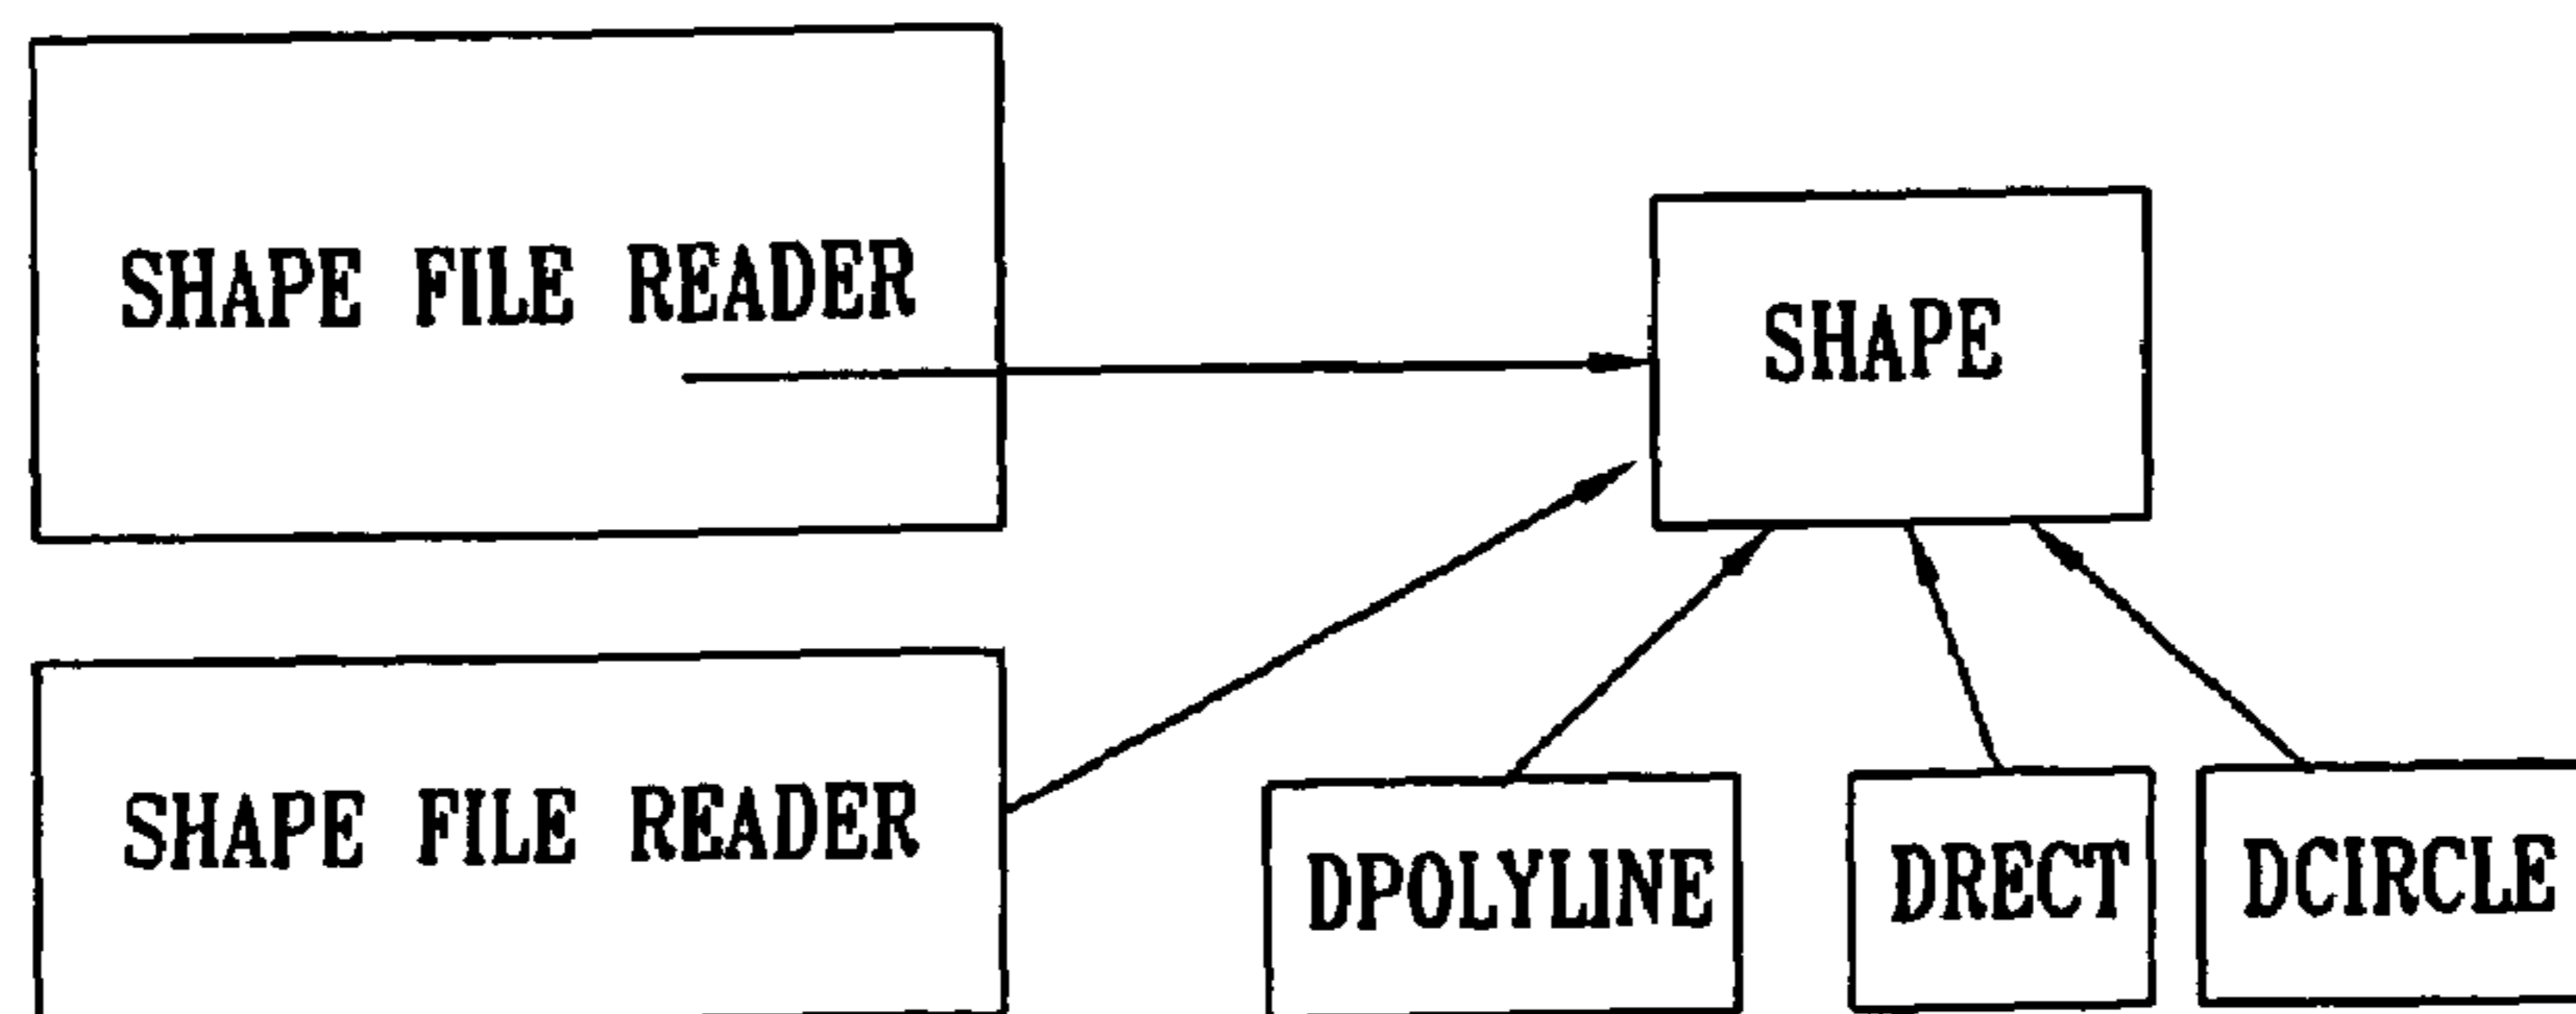 SHAPE FILE READER
SHAPE
SHAPE FILE READER
DPOLYLINE
DRECT
DCIRCLE